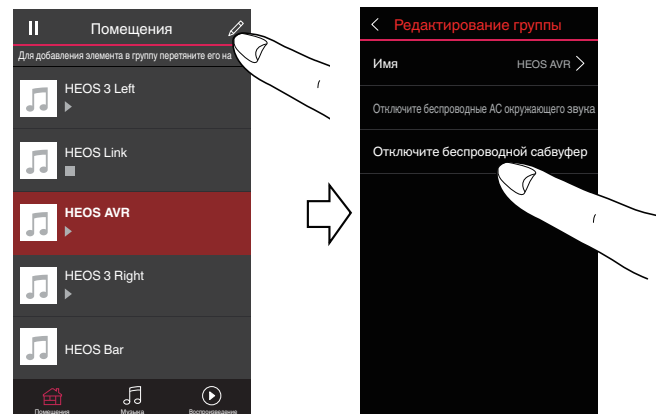 Помещения
Для добавления элемента в группу перетяните его на
HEOS 3 Left
HEOS Link
HEOS AVR
HEOS 3 Right
HEOS Bar
Помещения
Музыка
Воспроизведение
Редактирование группы
Имя
HEOS AVR
Отключите беспроводные АС окружающего звука
Отключите беспроводной сабвуфер